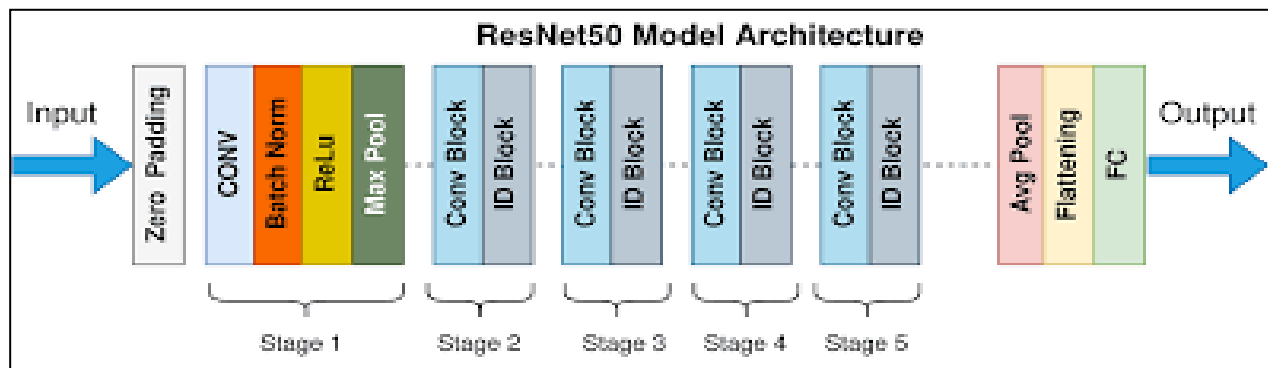 ResNet50 Model Architecture
Input
Zero Padding
CONV
Batch Norm
ReLu
Max Pool
Conv Block
ID Block
Conv Block
ID Block
Conv Block
ID Block
Conv Block
ID Block
Avg Pool
Flattening
FC
Output
Stage 1
Stage 2
Stage 3
Stage 4
Stage 5